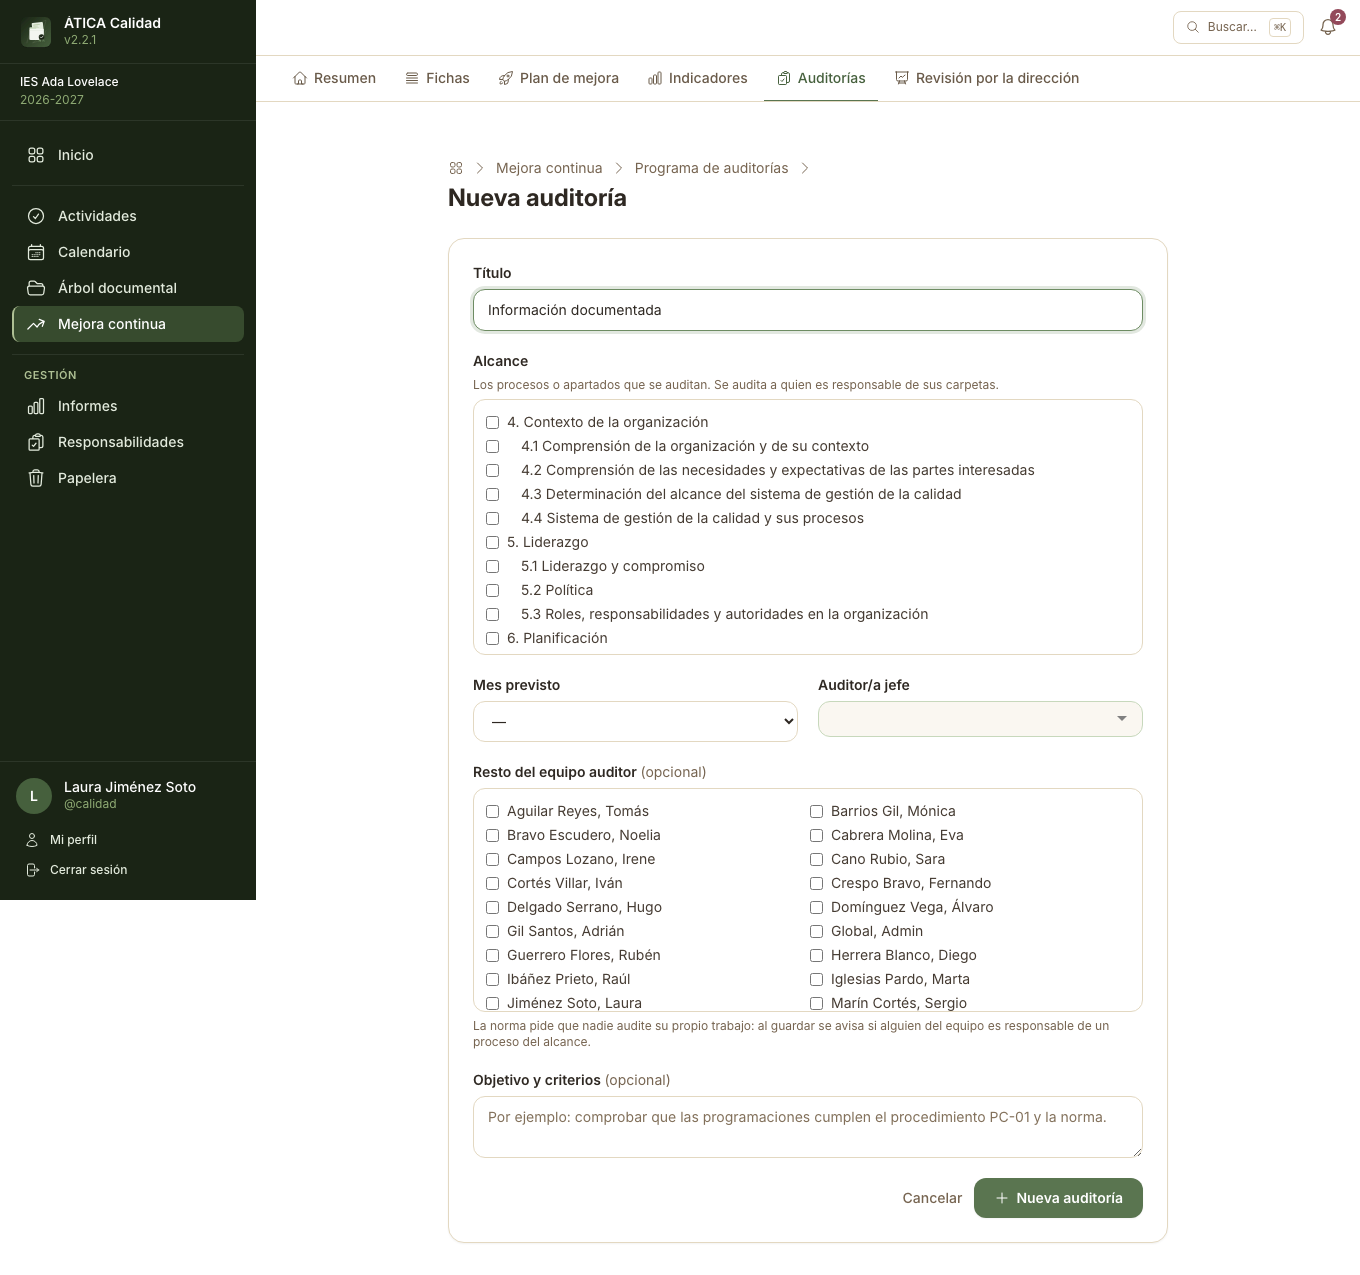 ÁTICA Calidad
v2.2.1
IES Ada Lovelace
2026-2027
Inicio
Actividades
Calendario
Árbol documental
Mejora continua
GESTIÓN
Informes
Responsabilidades
Papelera
L
Laura Jiménez Soto
@calidad
Mi perfil
Cerrar sesión
Buscar... ⌘K
2
Resumen
Fichas
Plan de mejora
Indicadores
Auditorías
Revisión por la dirección
Mejora continua
Programa de auditorías
Nueva auditoría
Título
Información documentada
Alcance
Los procesos o apartados que se auditan. Se audita a quien es responsable de sus carpetas.
4. Contexto de la organización
4.1 Comprensión de la organización y de su contexto
4.2 Comprensión de las necesidades y expectativas de las partes interesadas
4.3 Determinación del alcance del sistema de gestión de la calidad
4.4 Sistema de gestión de la calidad y sus procesos
5. Liderazgo
5.1 Liderazgo y compromiso
5.2 Política
5.3 Roles, responsabilidades y autoridades en la organización
6. Planificación
Mes previsto
—
Auditor/a jefe
Resto del equipo auditor (opcional)
Aguilar Reyes, Tomás
Barrios Gil, Mónica
Bravo Escudero, Noelia
Cabrera Molina, Eva
Campos Lozano, Irene
Cano Rubio, Sara
Cortés Villar, Iván
Crespo Bravo, Fernando
Delgado Serrano, Hugo
Domínguez Vega, Álvaro
Gil Santos, Adrián
Global, Admin
Guerrero Flores, Rubén
Herrera Blanco, Diego
Ibáñez Prieto, Raúl
Iglesias Pardo, Marta
Jiménez Soto, Laura
Marín Cortés, Sergio
La norma pide que nadie audite su propio trabajo: al guardar se avisa si alguien del equipo es responsable de un
proceso del alcance.
Objetivo y criterios (opcional)
Por ejemplo: comprobar que las programaciones cumplen el procedimiento PC-01 y la norma.
Cancelar
Nueva auditoría